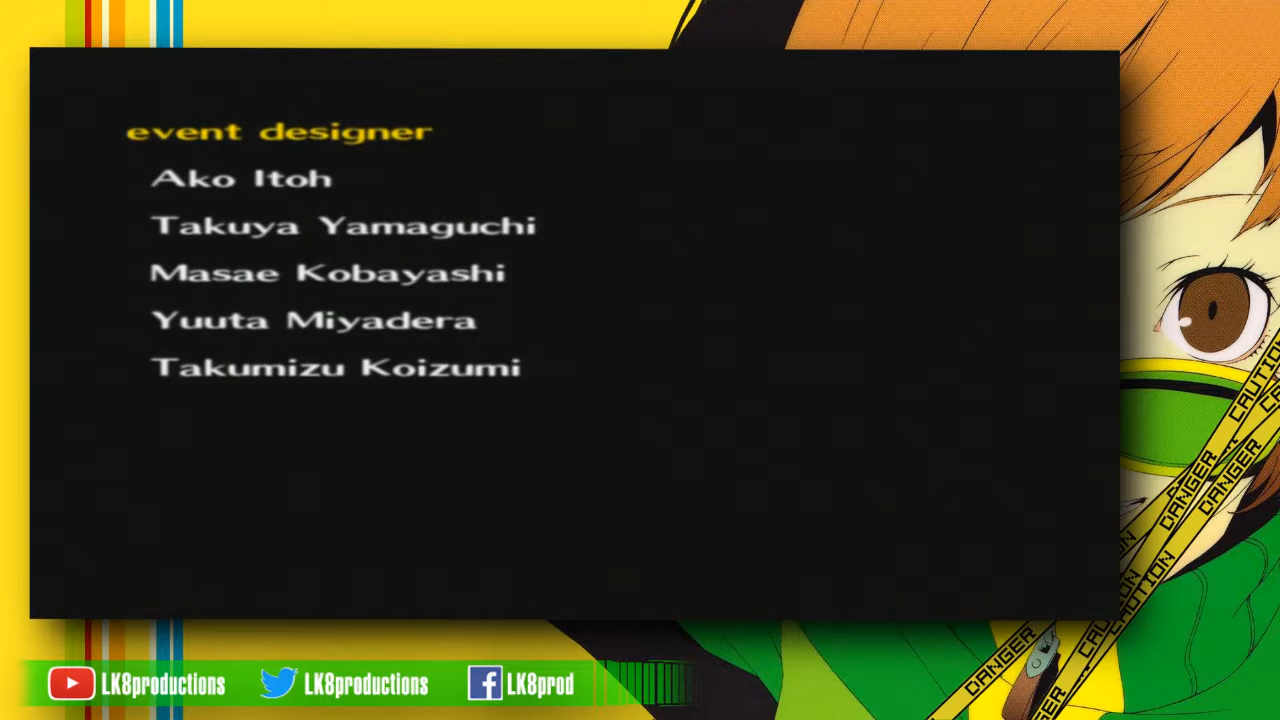 event designer
Ako Itoh
Takuya Yamaguchi
Masae Kobayashi
Yuuta Miyadera
Takumizu Koizumi
CAUTION
DANGER
DANGER
CAUTION
DANGER
LK8productions
LK8productions
LK8prod